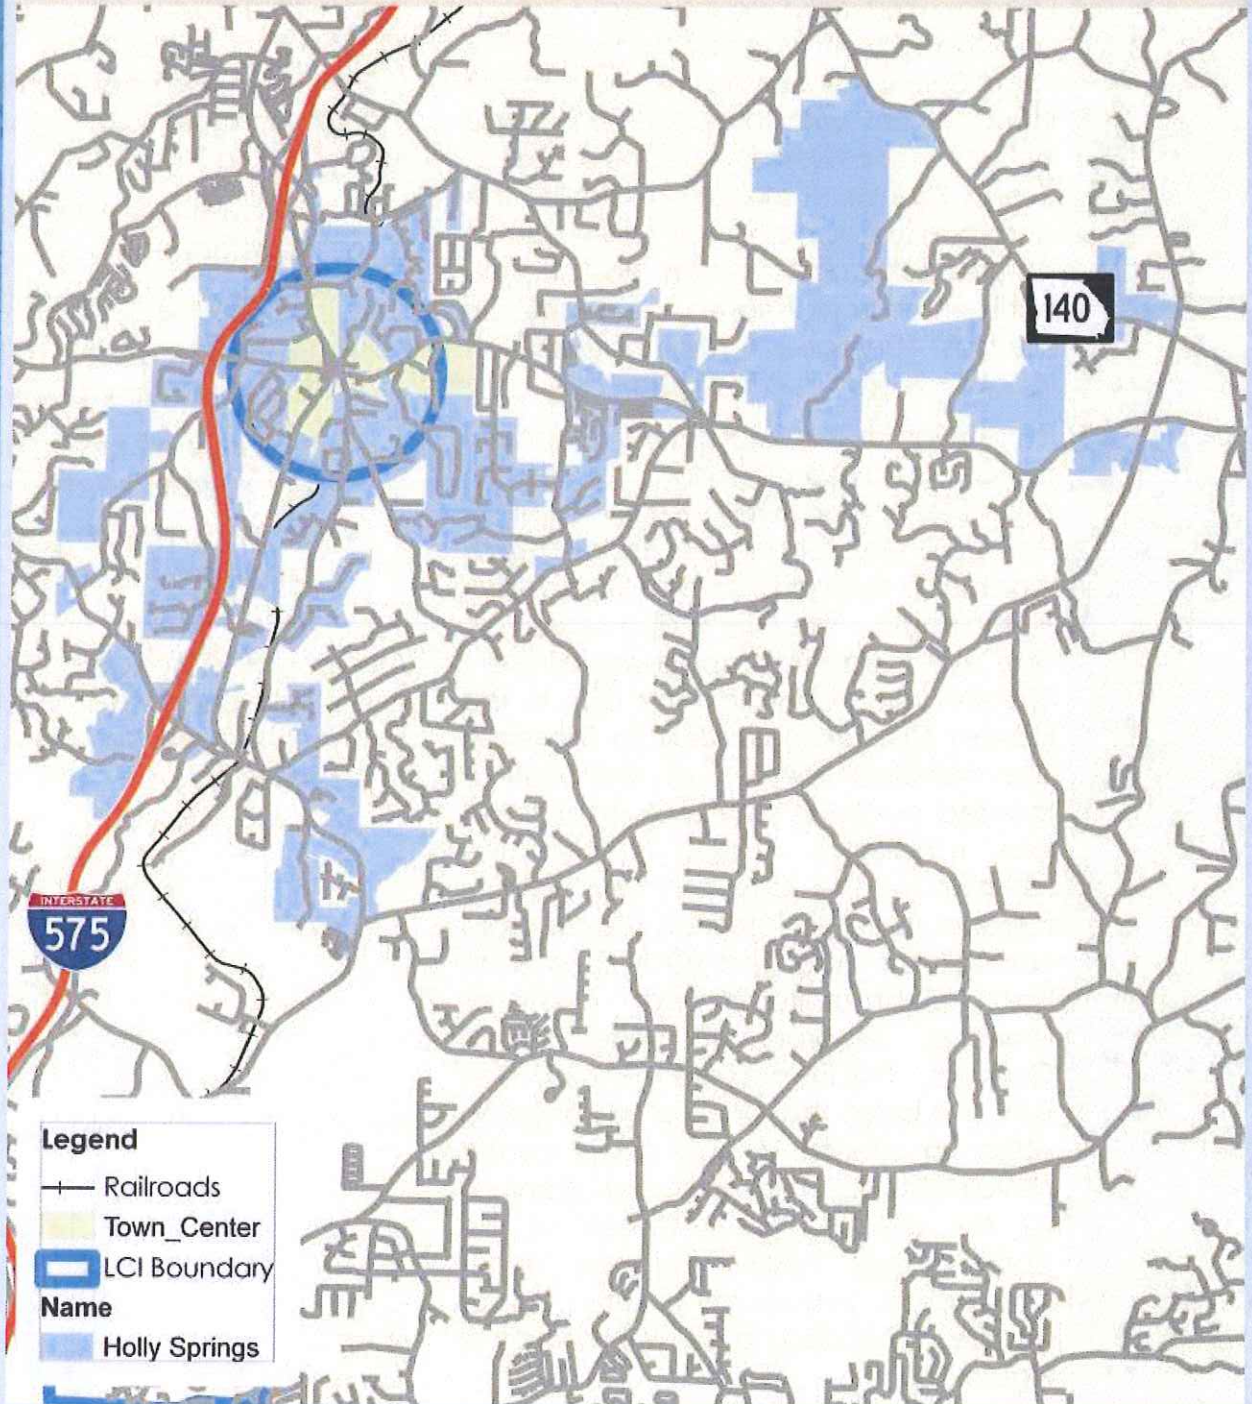 140
INTERSTATE
575
Legend
Railroads
Town_Center
LCI Boundary
Name
Holly Springs